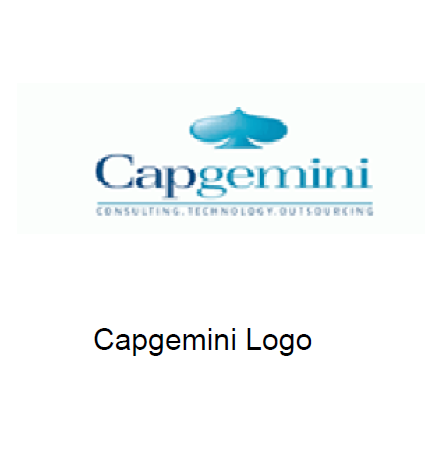 Capgemini
CONSULTING.TECHNOLOGY.OUTSOURCING
Capgemini Logo